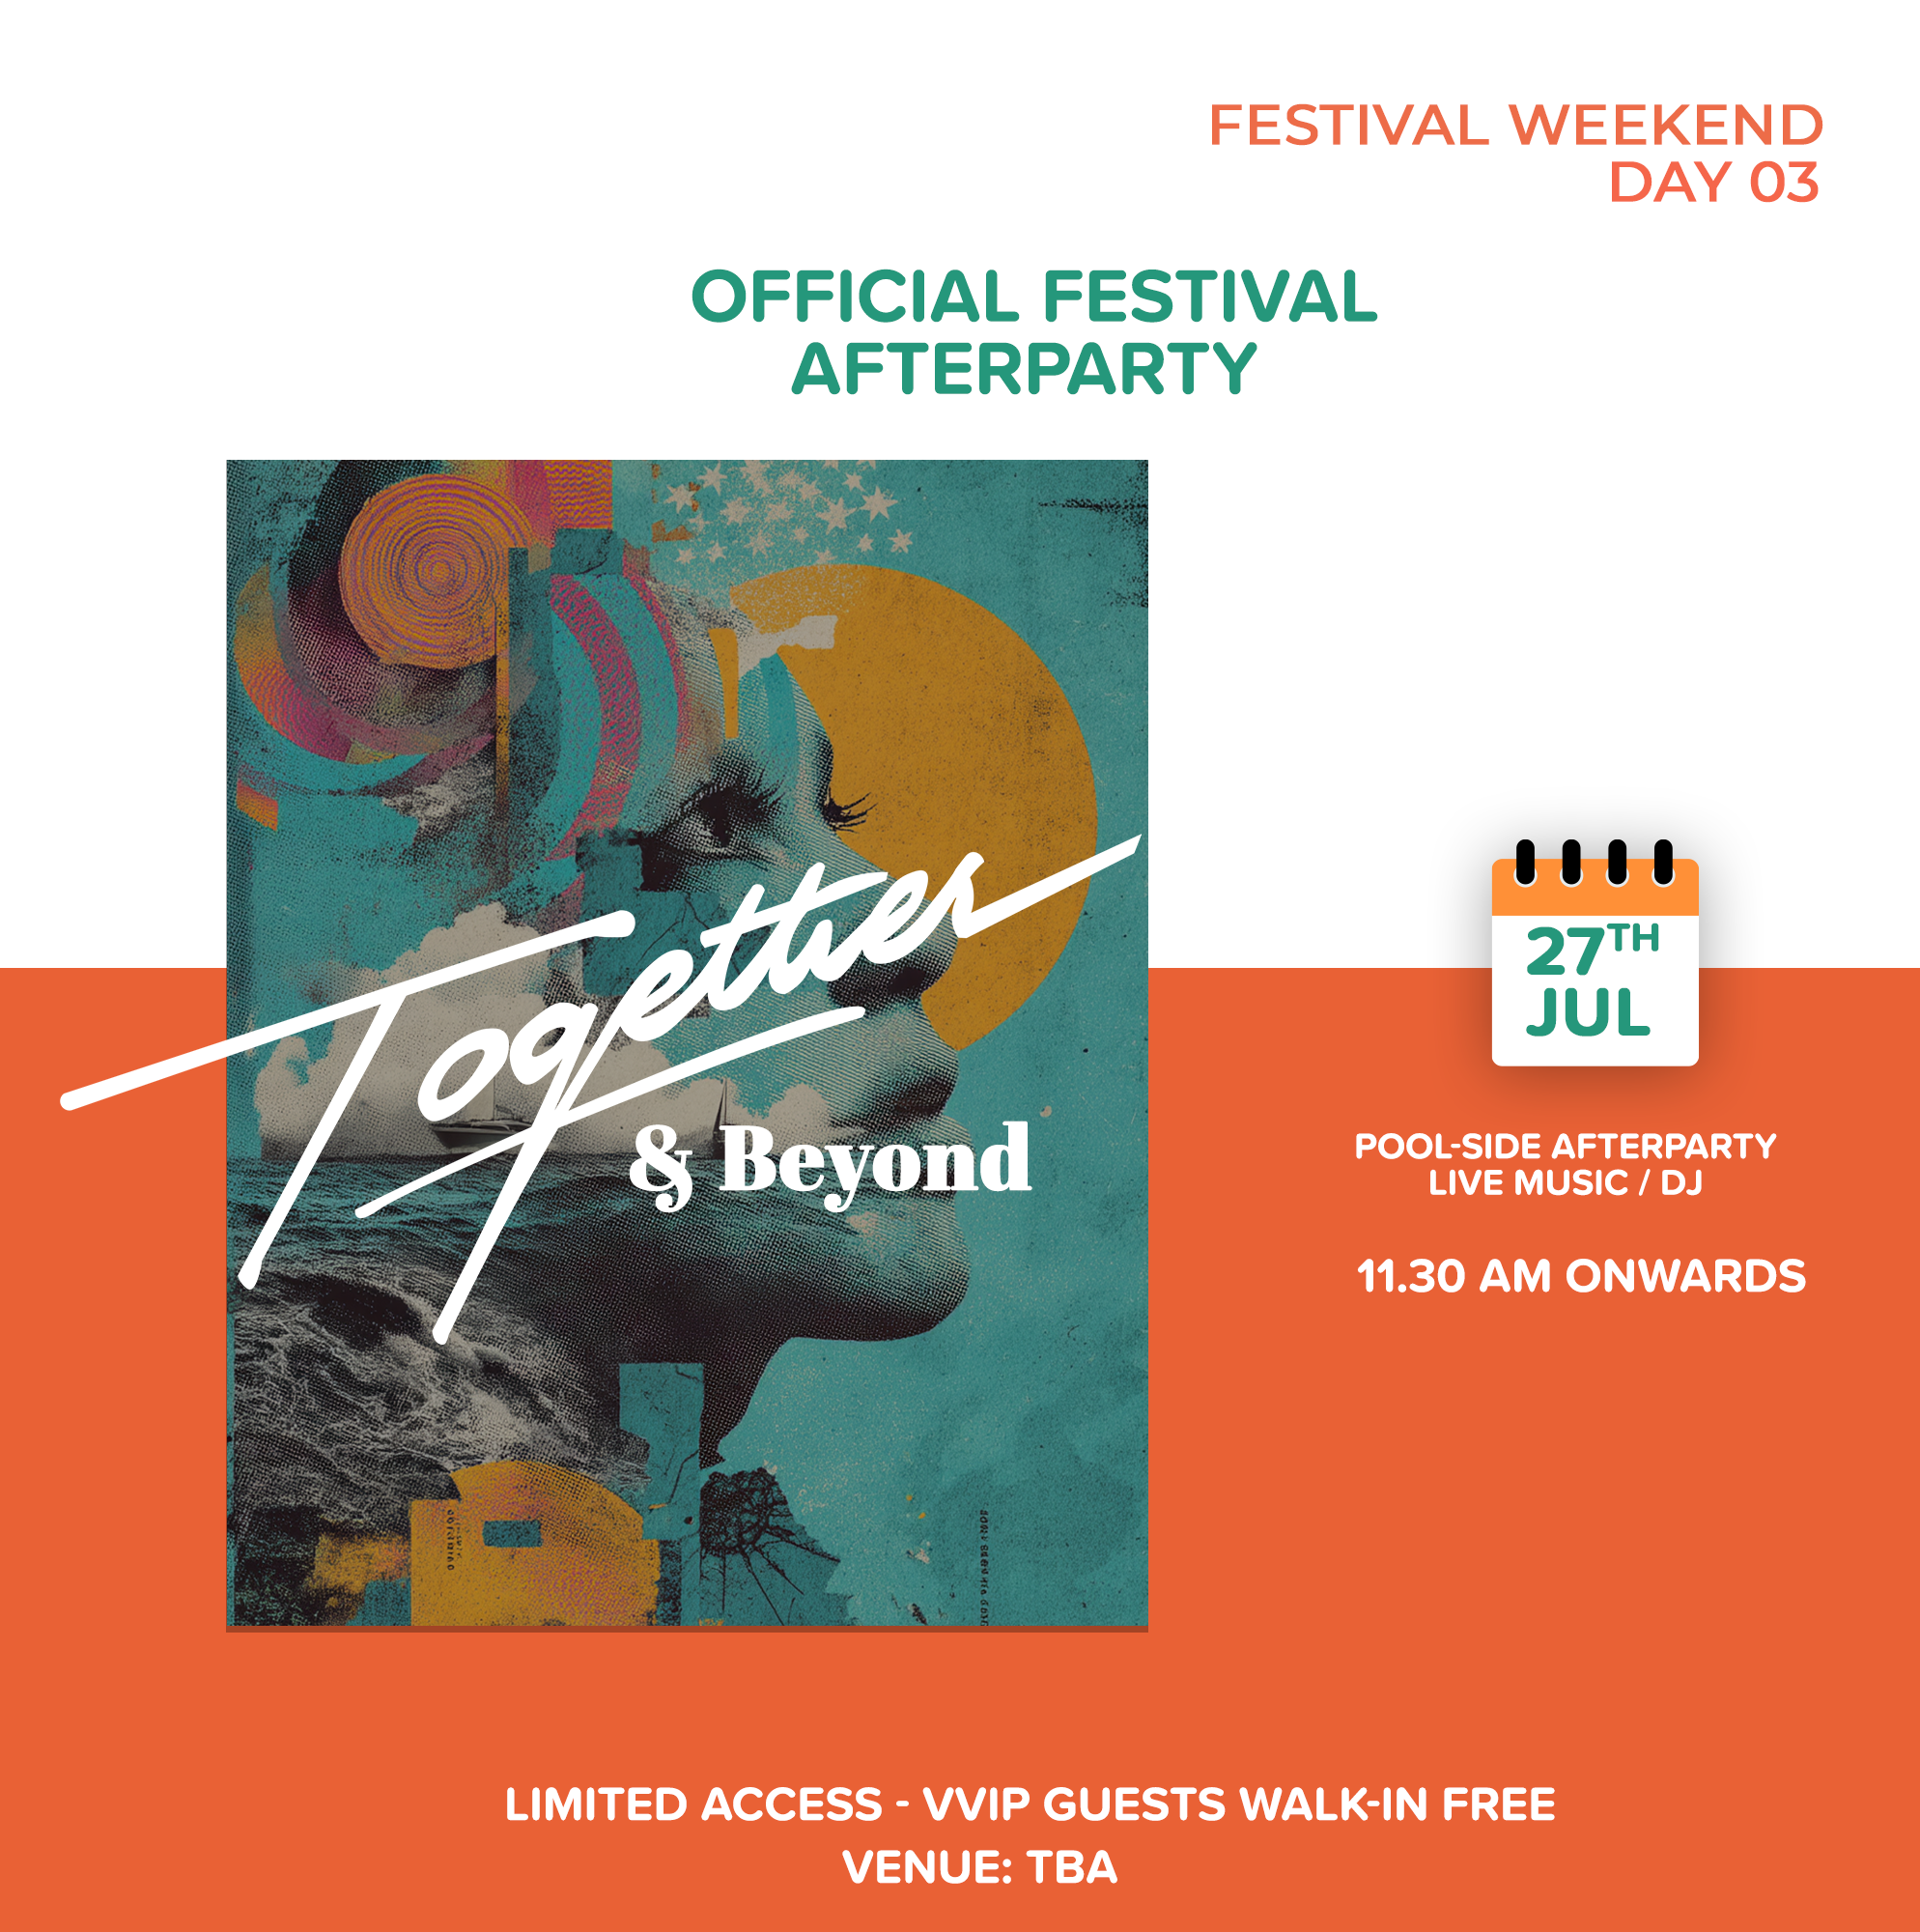 FESTIVAL WEEKEND
DAY 03
OFFICIAL FESTIVAL
AFTERPARTY
Together
& Beyond
27TH
JUL
POOL-SIDE AFTERPARTY
LIVE MUSIC / DJ
11.30 AM ONWARDS
LIMITED ACCESS - VVIP GUESTS WALK-IN FREE
VENUE: TBA